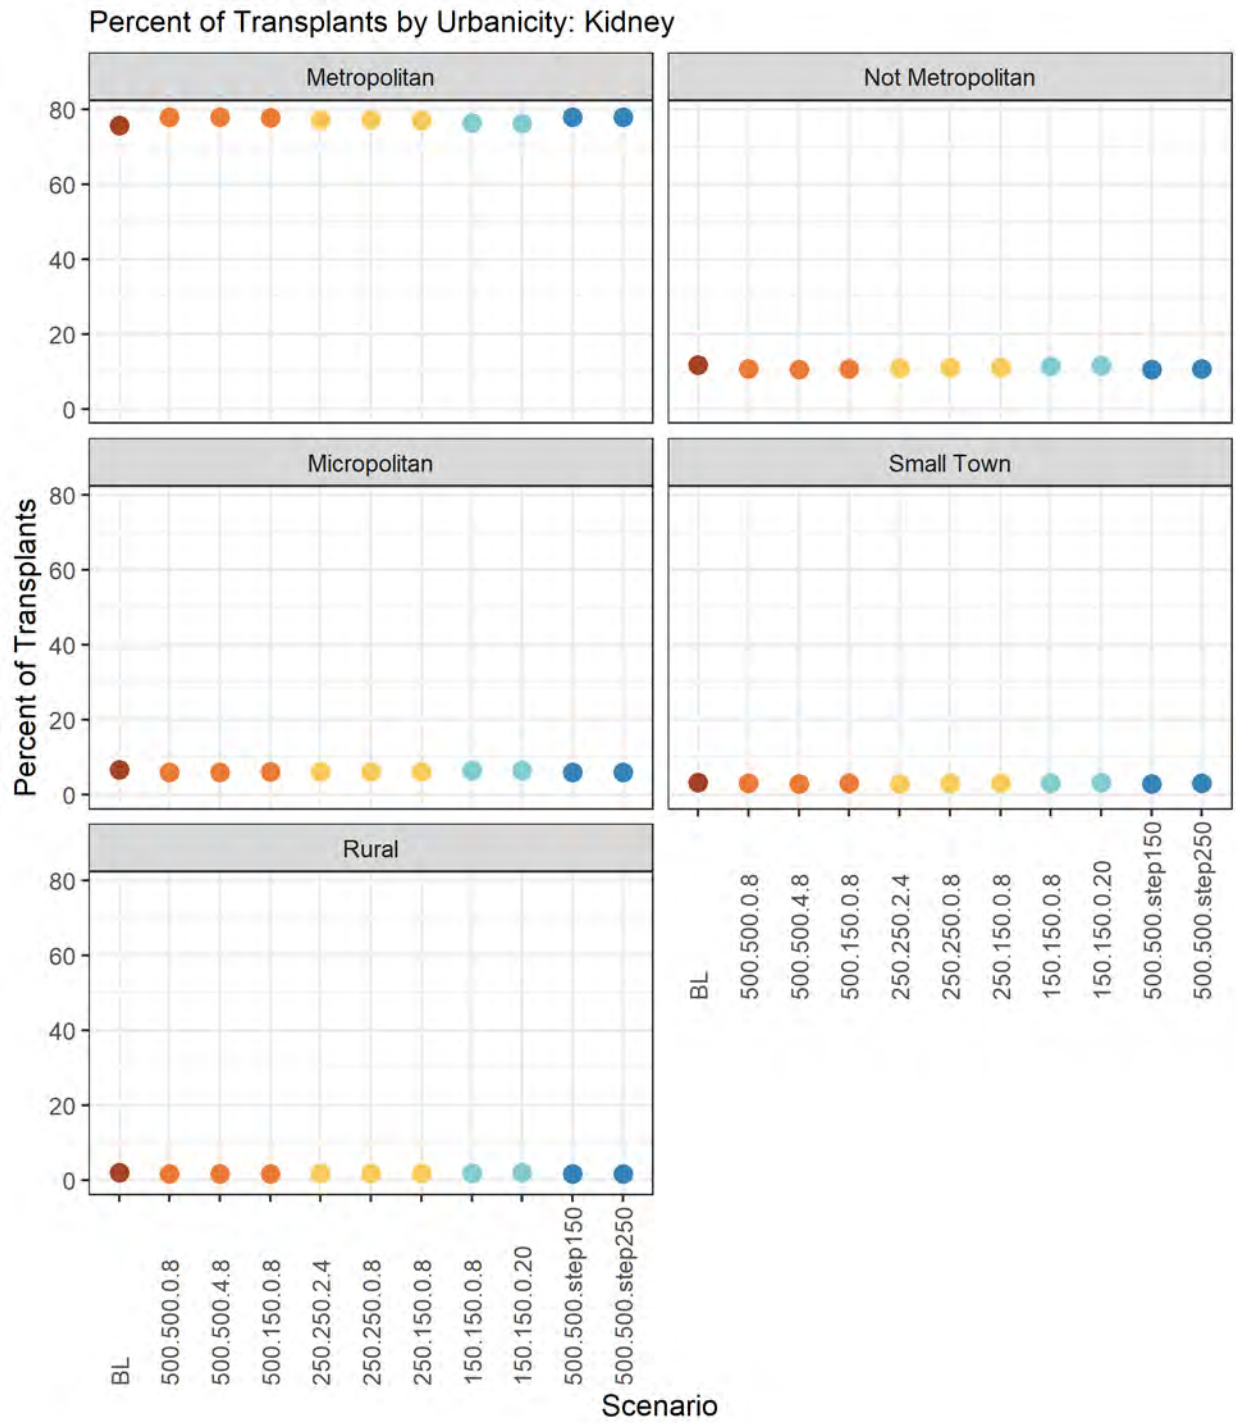 Percent of Transplants by Urbanicity: Kidney
Metropolitan
Not Metropolitan
80
60
40
20
0
Micropolitan
Small Town
80
60
40
20
0
Percent of Transplants
Rural
80
60
40
20
0
BL
500.500.0.8
500.500.4.8
500.150.0.8
250.250.2.4
250.250.0.8
250.150.0.8
150.150.0.8
150.150.0.20
500.500.step150
500.500.step250
BL
500.500.0.8
500.500.4.8
500.150.0.8
250.250.2.4
250.250.0.8
250.150.0.8
150.150.0.8
150.150.0.20
500.500.step150
500.500.step250
Scenario